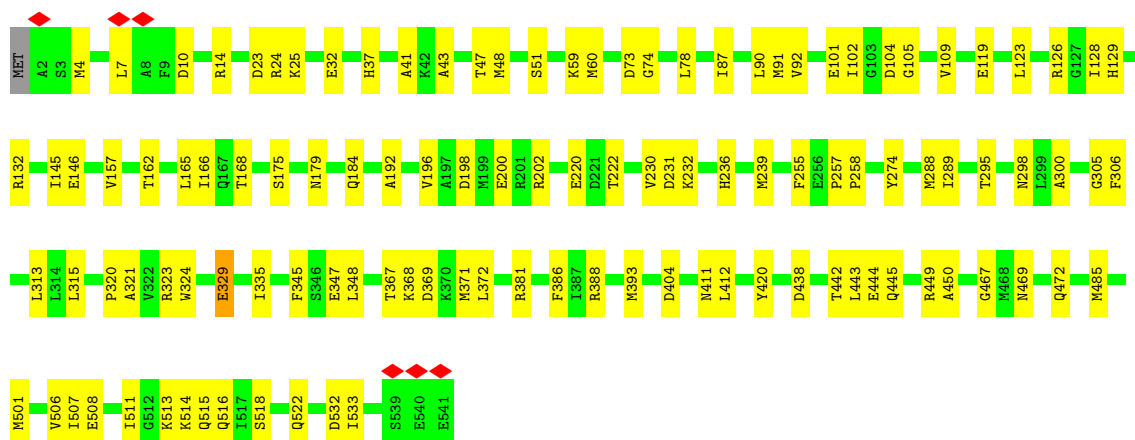 MET A2 S3 M4 L7 A8 F9 D10 R14 D23 R24 K25 E32 H37 A41 K42 A43 T47 M48 S51 K59 M60 D73 G74 L78 I87 L90 M91 V92 E101 I102 G103 D104 G105 V109 E119 L123 R126 G127 I128 H129
R132 I145 E146 V157 T162 L165 I166 Q167 T168 S175 N179 Q184 A192 V196 A197 D198 M199 E200 R201 R202 E220 D221 T222 V230 D231 K232 H236 M239 F255 E256 P257 P258 Y274 M288 I289 T295 N298 L299 A300 G305 F306
L313 L314 L315 P320 A321 V322 R323 W324 E329 I335 F345 S346 E347 L348 T367 K368 D369 K370 M371 L372 R381 F386 I387 R388 M393 D404 N411 L412 Y420 D438 T442 L443 E444 Q445 R449 A450 G467 M468 N469 Q472 M485
M501 V506 I507 E508 I511 G512 K513 K514 Q515 Q516 I517 S518 Q522 D532 I533 S539 E540 E541